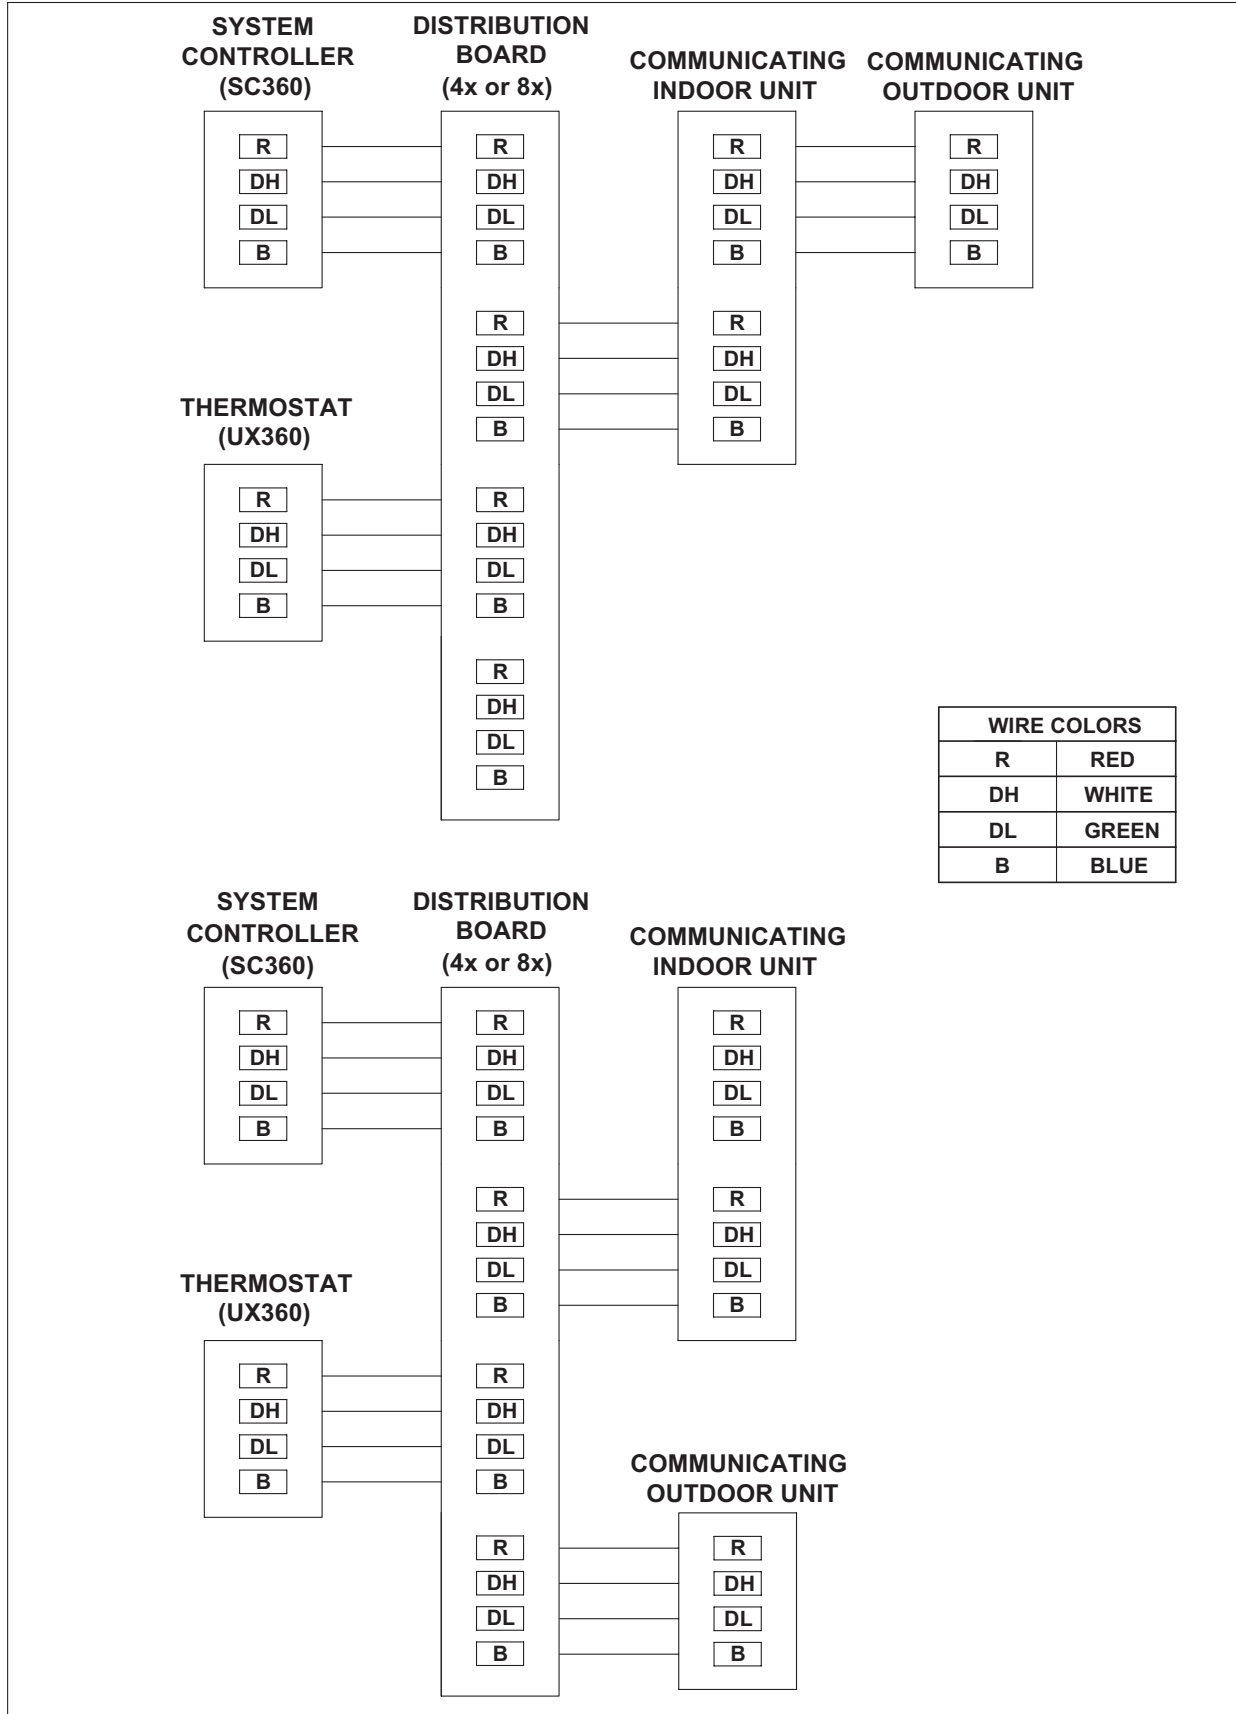 SYSTEM
CONTROLLER
(SC360)
R
DH
DL
B
DISTRIBUTION
BOARD
(4x or 8x)
R
DH
DL
B
R
DH
DL
B
R
DH
DL
B
R
DH
DL
B
COMMUNICATING
INDOOR UNIT
R
DH
DL
B
R
DH
DL
B
COMMUNICATING
OUTDOOR UNIT
R
DH
DL
B
THERMOSTAT
(UX360)
R
DH
DL
B
WIRE COLORS
R RED
DH WHITE
DL GREEN
B BLUE
SYSTEM
CONTROLLER
(SC360)
R
DH
DL
B
DISTRIBUTION
BOARD
(4x or 8x)
R
DH
DL
B
R
DH
DL
B
R
DH
DL
B
R
DH
DL
B
COMMUNICATING
INDOOR UNIT
R
DH
DL
B
R
DH
DL
B
THERMOSTAT
(UX360)
R
DH
DL
B
COMMUNICATING
OUTDOOR UNIT
R
DH
DL
B